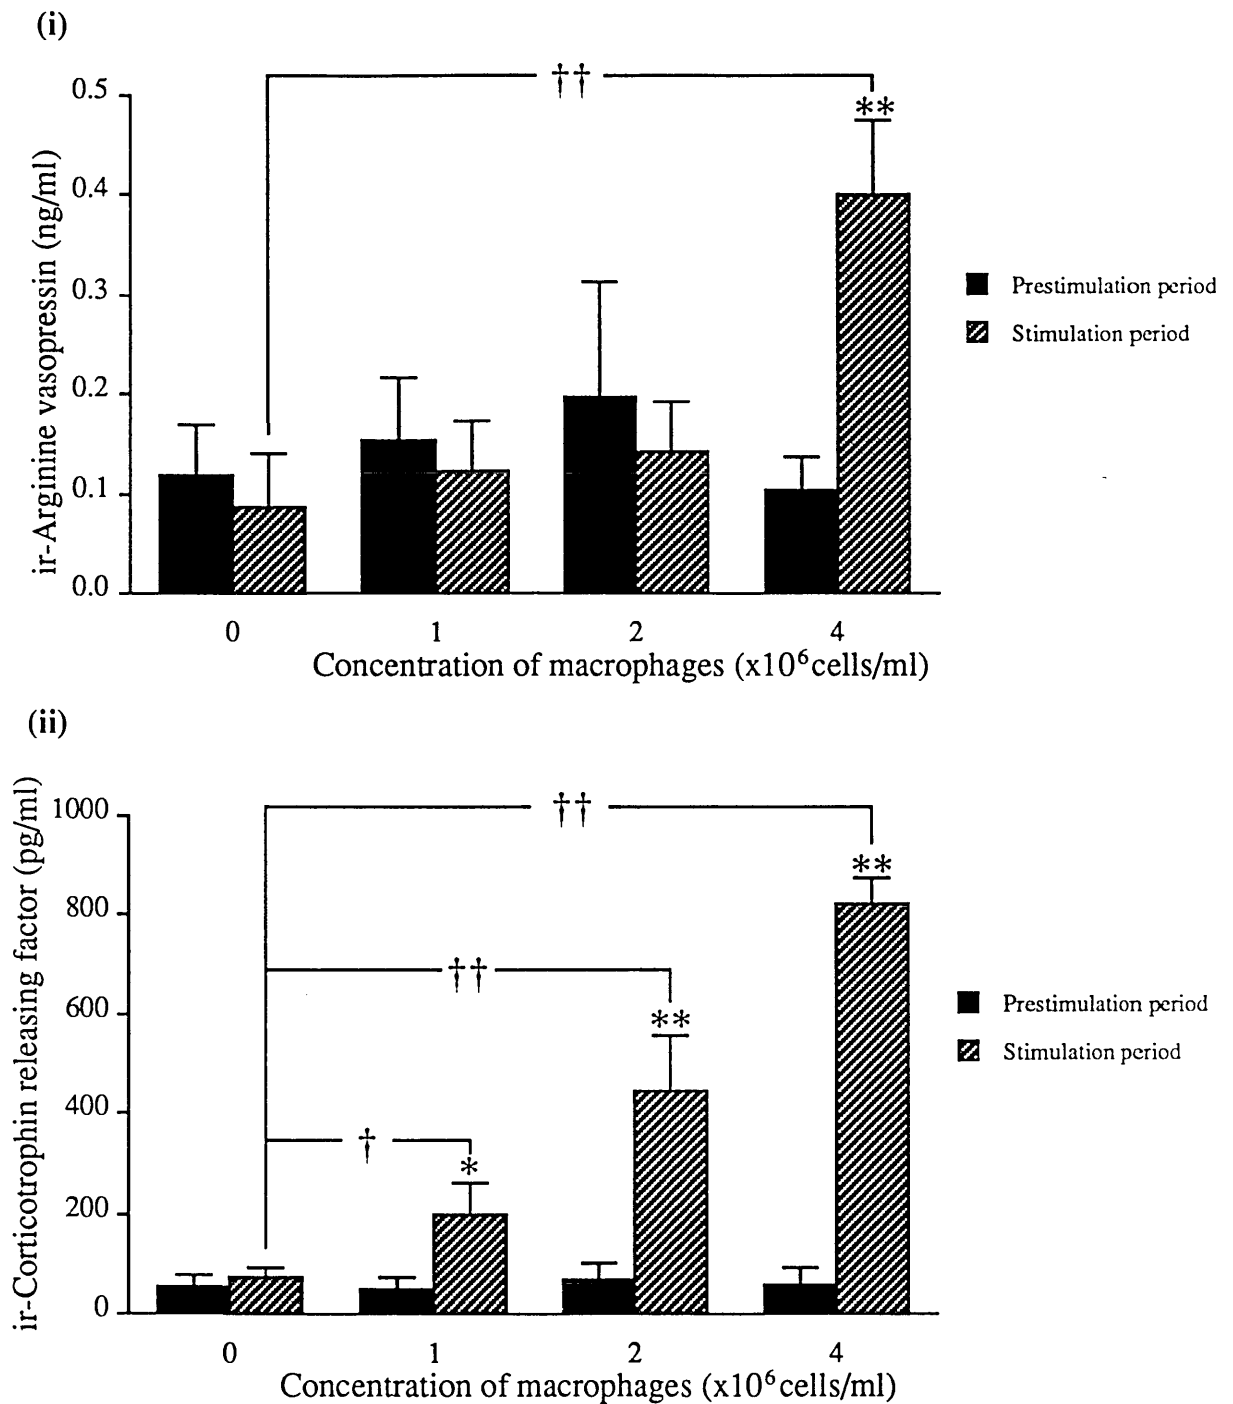 (i)
††
**
0.5
0.4
0.3
0.2
0.1
0.0
ir-Arginine vasopressin (ng/ml)
Prestimulation period
Stimulation period
0 1 2 4
Concentration of macrophages (x10⁶cells/ml)
(ii)
††
**
††
**
†
*
1000
800
600
400
200
0
ir-Corticotrophin releasing factor (pg/ml)
Prestimulation period
Stimulation period
0 1 2 4
Concentration of macrophages (x10⁶cells/ml)